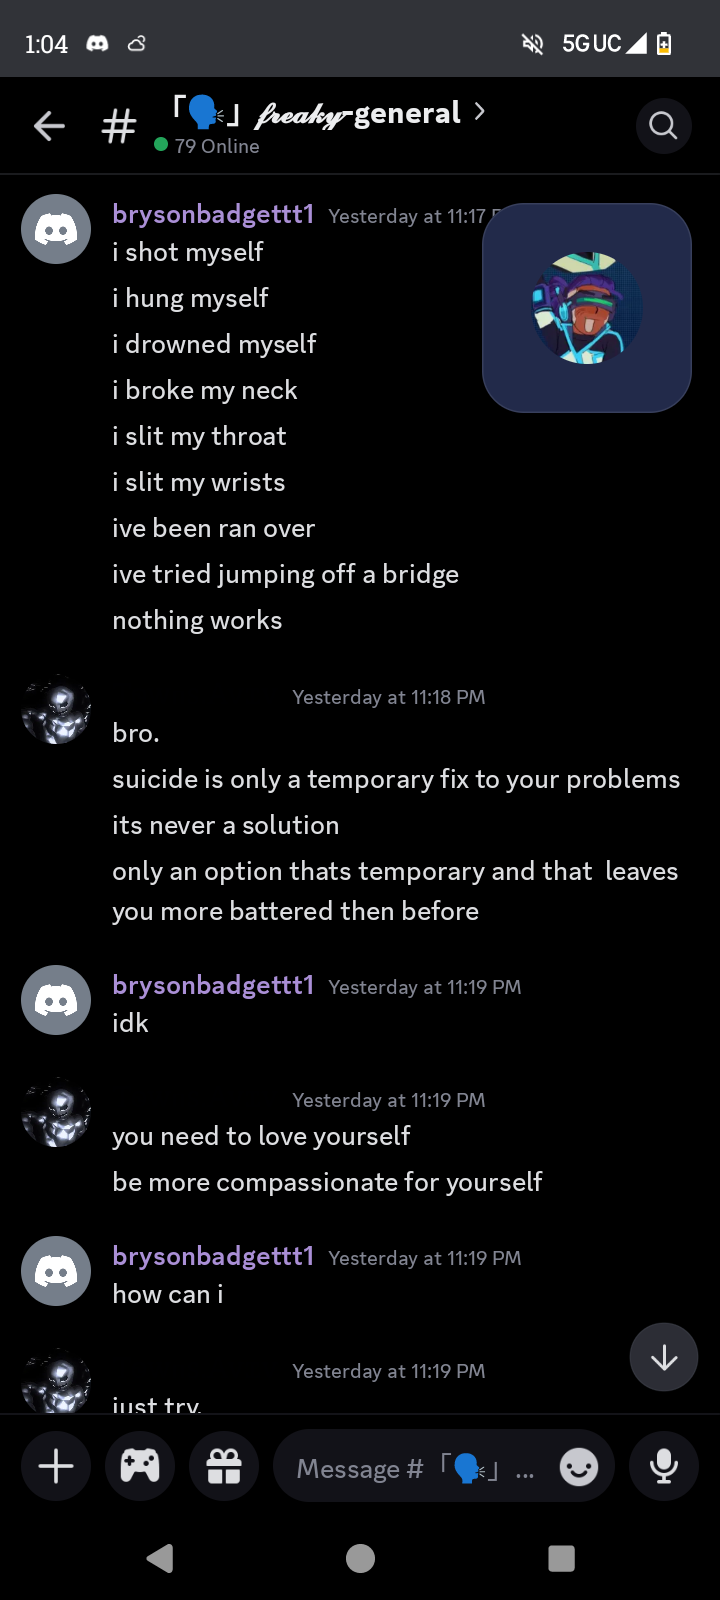 1:04 5G UC
# 「🗣」 𝓯𝓻𝓮𝓪𝓴𝔂-general
79 Online
brysonbadgettt1 Yesterday at 11:17
i shot myself
i hung myself
i drowned myself
i broke my neck
i slit my throat
i slit my wrists
ive been ran over
ive tried jumping off a bridge
nothing works
Yesterday at 11:18 PM
bro.
suicide is only a temporary fix to your problems
its never a solution
only an option thats temporary and that leaves
you more battered then before
brysonbadgettt1 Yesterday at 11:19 PM
idk
Yesterday at 11:19 PM
you need to love yourself
be more compassionate for yourself
brysonbadgettt1 Yesterday at 11:19 PM
how can i
Yesterday at 11:19 PM
just try.
Message # 「🗣」 ...